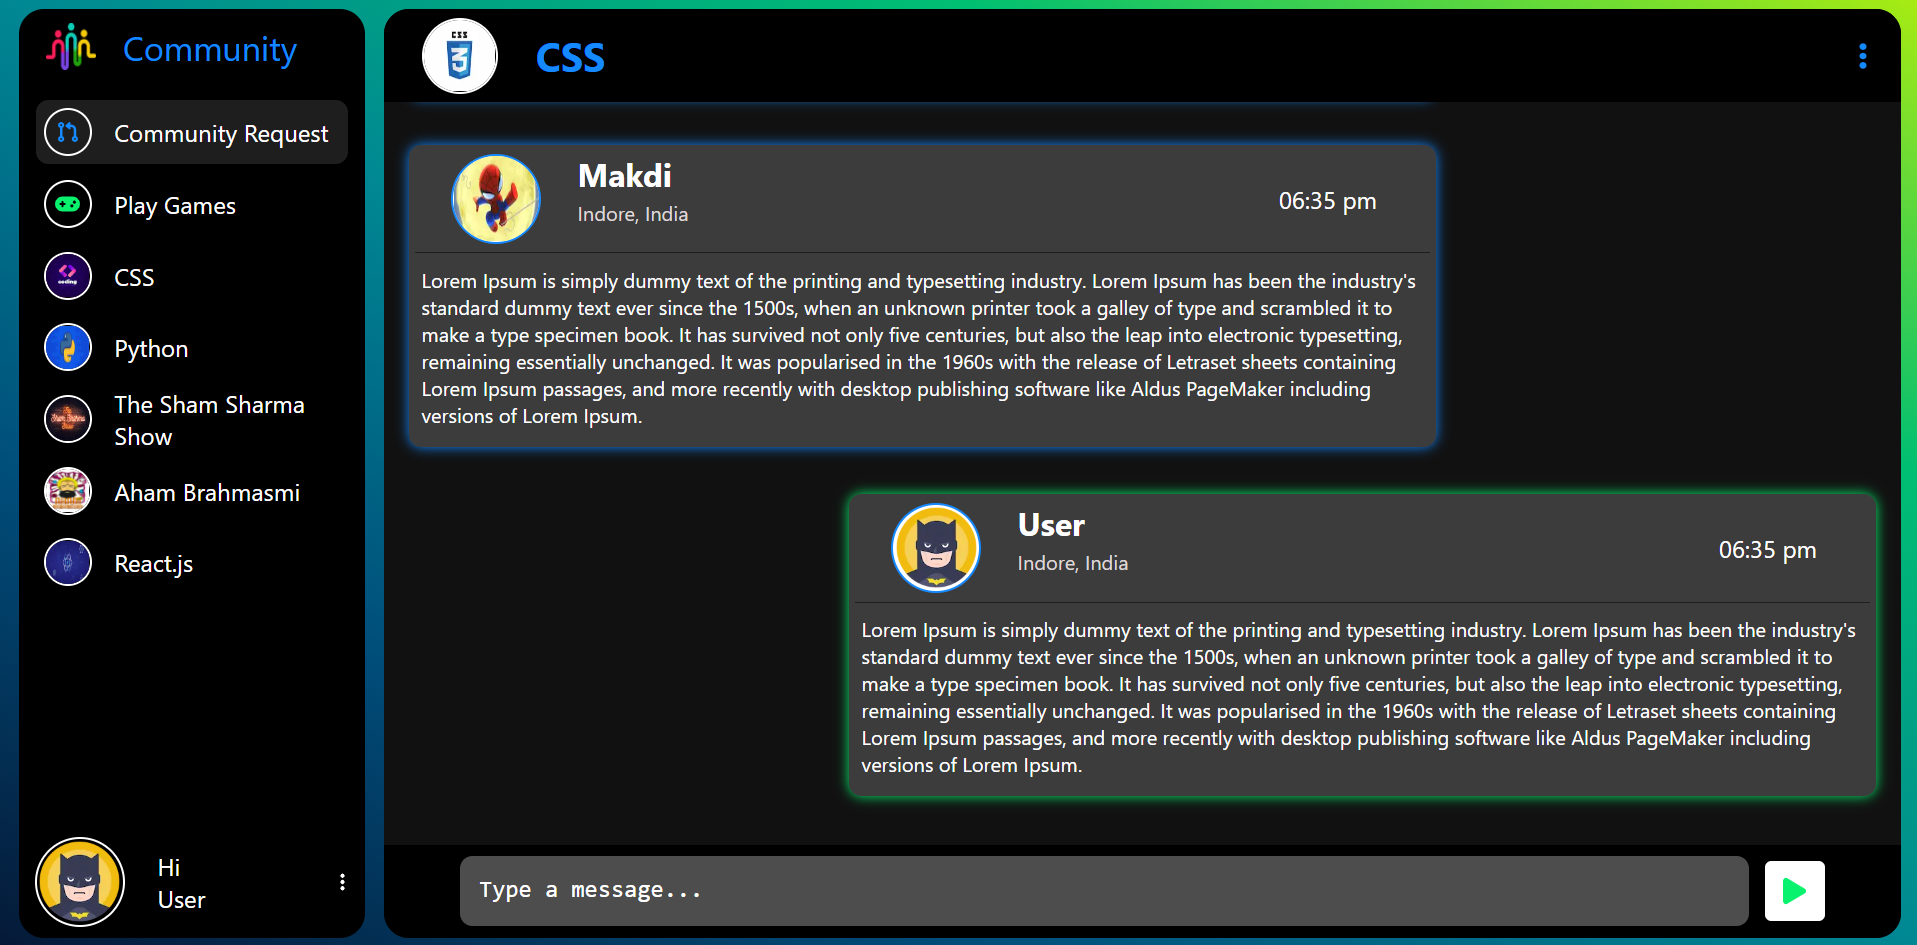 Community
Community Request
Play Games
CSS
Python
The Sham Sharma
Show
Aham Brahmasmi
React.js
Hi
User
CSS
3
CSS
Makdi
Indore, India
06:35 pm
Lorem Ipsum is simply dummy text of the printing and typesetting industry. Lorem Ipsum has been the industry's
standard dummy text ever since the 1500s, when an unknown printer took a galley of type and scrambled it to
make a type specimen book. It has survived not only five centuries, but also the leap into electronic typesetting,
remaining essentially unchanged. It was popularised in the 1960s with the release of Letraset sheets containing
Lorem Ipsum passages, and more recently with desktop publishing software like Aldus PageMaker including
versions of Lorem Ipsum.
User
Indore, India
06:35 pm
Lorem Ipsum is simply dummy text of the printing and typesetting industry. Lorem Ipsum has been the industry's
standard dummy text ever since the 1500s, when an unknown printer took a galley of type and scrambled it to
make a type specimen book. It has survived not only five centuries, but also the leap into electronic typesetting,
remaining essentially unchanged. It was popularised in the 1960s with the release of Letraset sheets containing
Lorem Ipsum passages, and more recently with desktop publishing software like Aldus PageMaker including
versions of Lorem Ipsum.
Type a message...